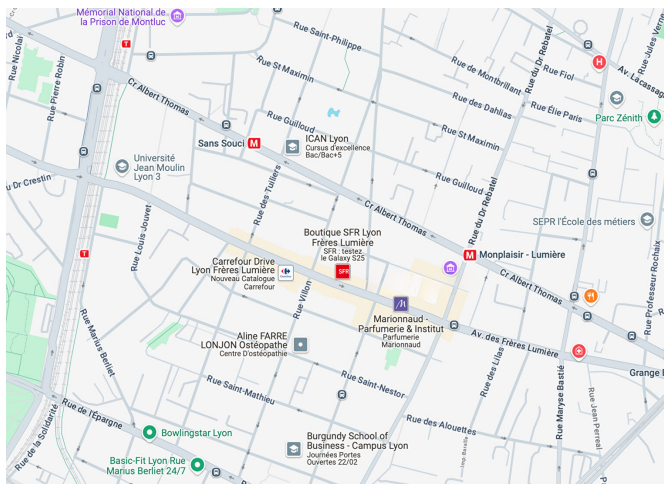 Mémorial National de
la Prison de Montluc
T
Rue Saint-Philippe
Rue Nicolaï
Rue Pierre Robin
Rue St Maximin
Rue du Dr Rebatel
Rue de Montbrillant
Rue Fiol
H
Av. Lacassagne
Rue Jules Verne
Cr Albert Thomas
Rue des Dahlias
Rue Élie Paris
Parc Zénith
Rue Guilloud
Rue St Maximin
Sans Souci
M
ICAN Lyon
Cursus d'excellence
Bac/Bac+5
Université
Jean Moulin
Lyon 3
u Dr Crestin
Rue des Tuiliers
Rue Guilloud
Rue du Dr Rebatel
Cr Albert Thomas
SEPR l'École des métiers
Rue Louis Jouvet
Boutique SFR Lyon
Frères Lumière
SFR : testez
le Galaxy S25
SFR
T
M
Monplaisir - Lumière
Rue Professeur Rochaix
Carrefour Drive
Lyon Frères Lumière
Nouveau Catalogue
Carrefour
Cr Albert Thomas
Rue Villon
Marionnaud -
Parfumerie & Institut
Parfumerie
Marionnaud
Av. des Frères Lumière
Rue Marius Berliet
Aline FARRE
LONJON Ostéopathe
Centre D'ostéopathie
Rue des Lilas
Grange R
Rue Saint-Nestor
Rue Saint-Mathieu
Rue Maryse Bastié
Rue Jean Perréal
Rue de la Solidarité
Rue de l'Épargne
Rue des Alouettes
Bowlingstar Lyon
Burgundy School of
Business - Campus Lyon
Journées Portes
Ouvertes 22/02
Basic-Fit Lyon Rue
Marius Berliet 24/7